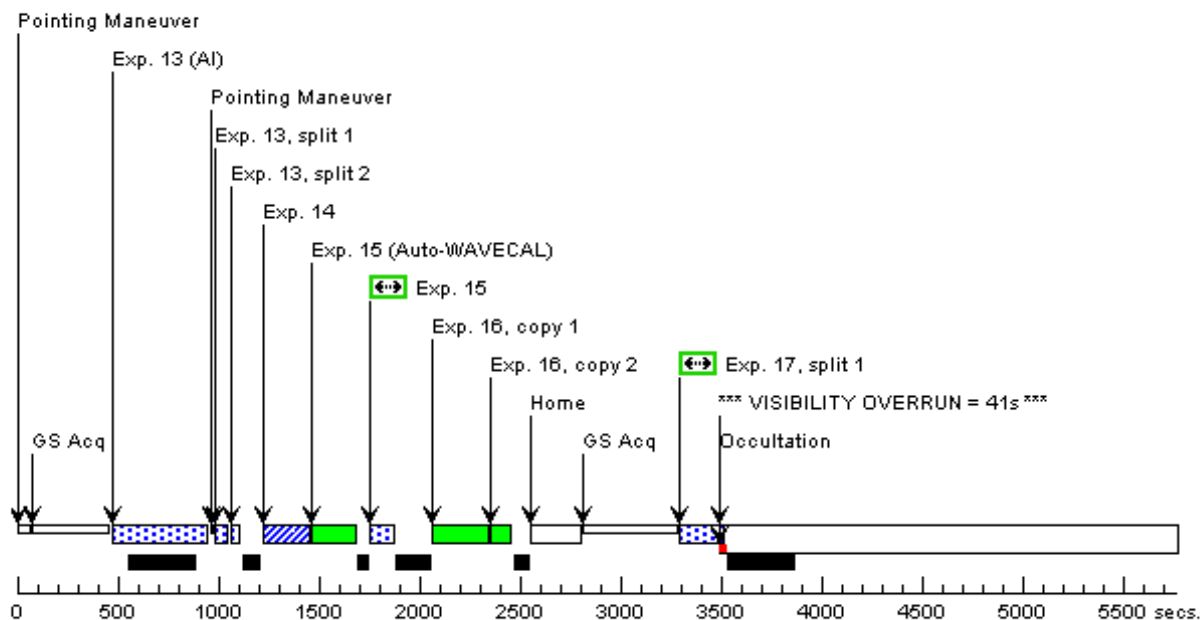 Pointing Maneuver
Exp. 13 (AI)
Pointing Maneuver
Exp. 13, split 1
Exp. 13, split 2
Exp. 14
Exp. 15 (Auto-WAVECAL)
Exp. 15
Exp. 16, copy 1
Exp. 16, copy 2
Exp. 17, split 1
Home
*** VISIBILITY OVERRUN = 41s ***
GS Acq
GS Acq
Occultation
0 500 1000 1500 2000 2500 3000 3500 4000 4500 5000 5500 secs.